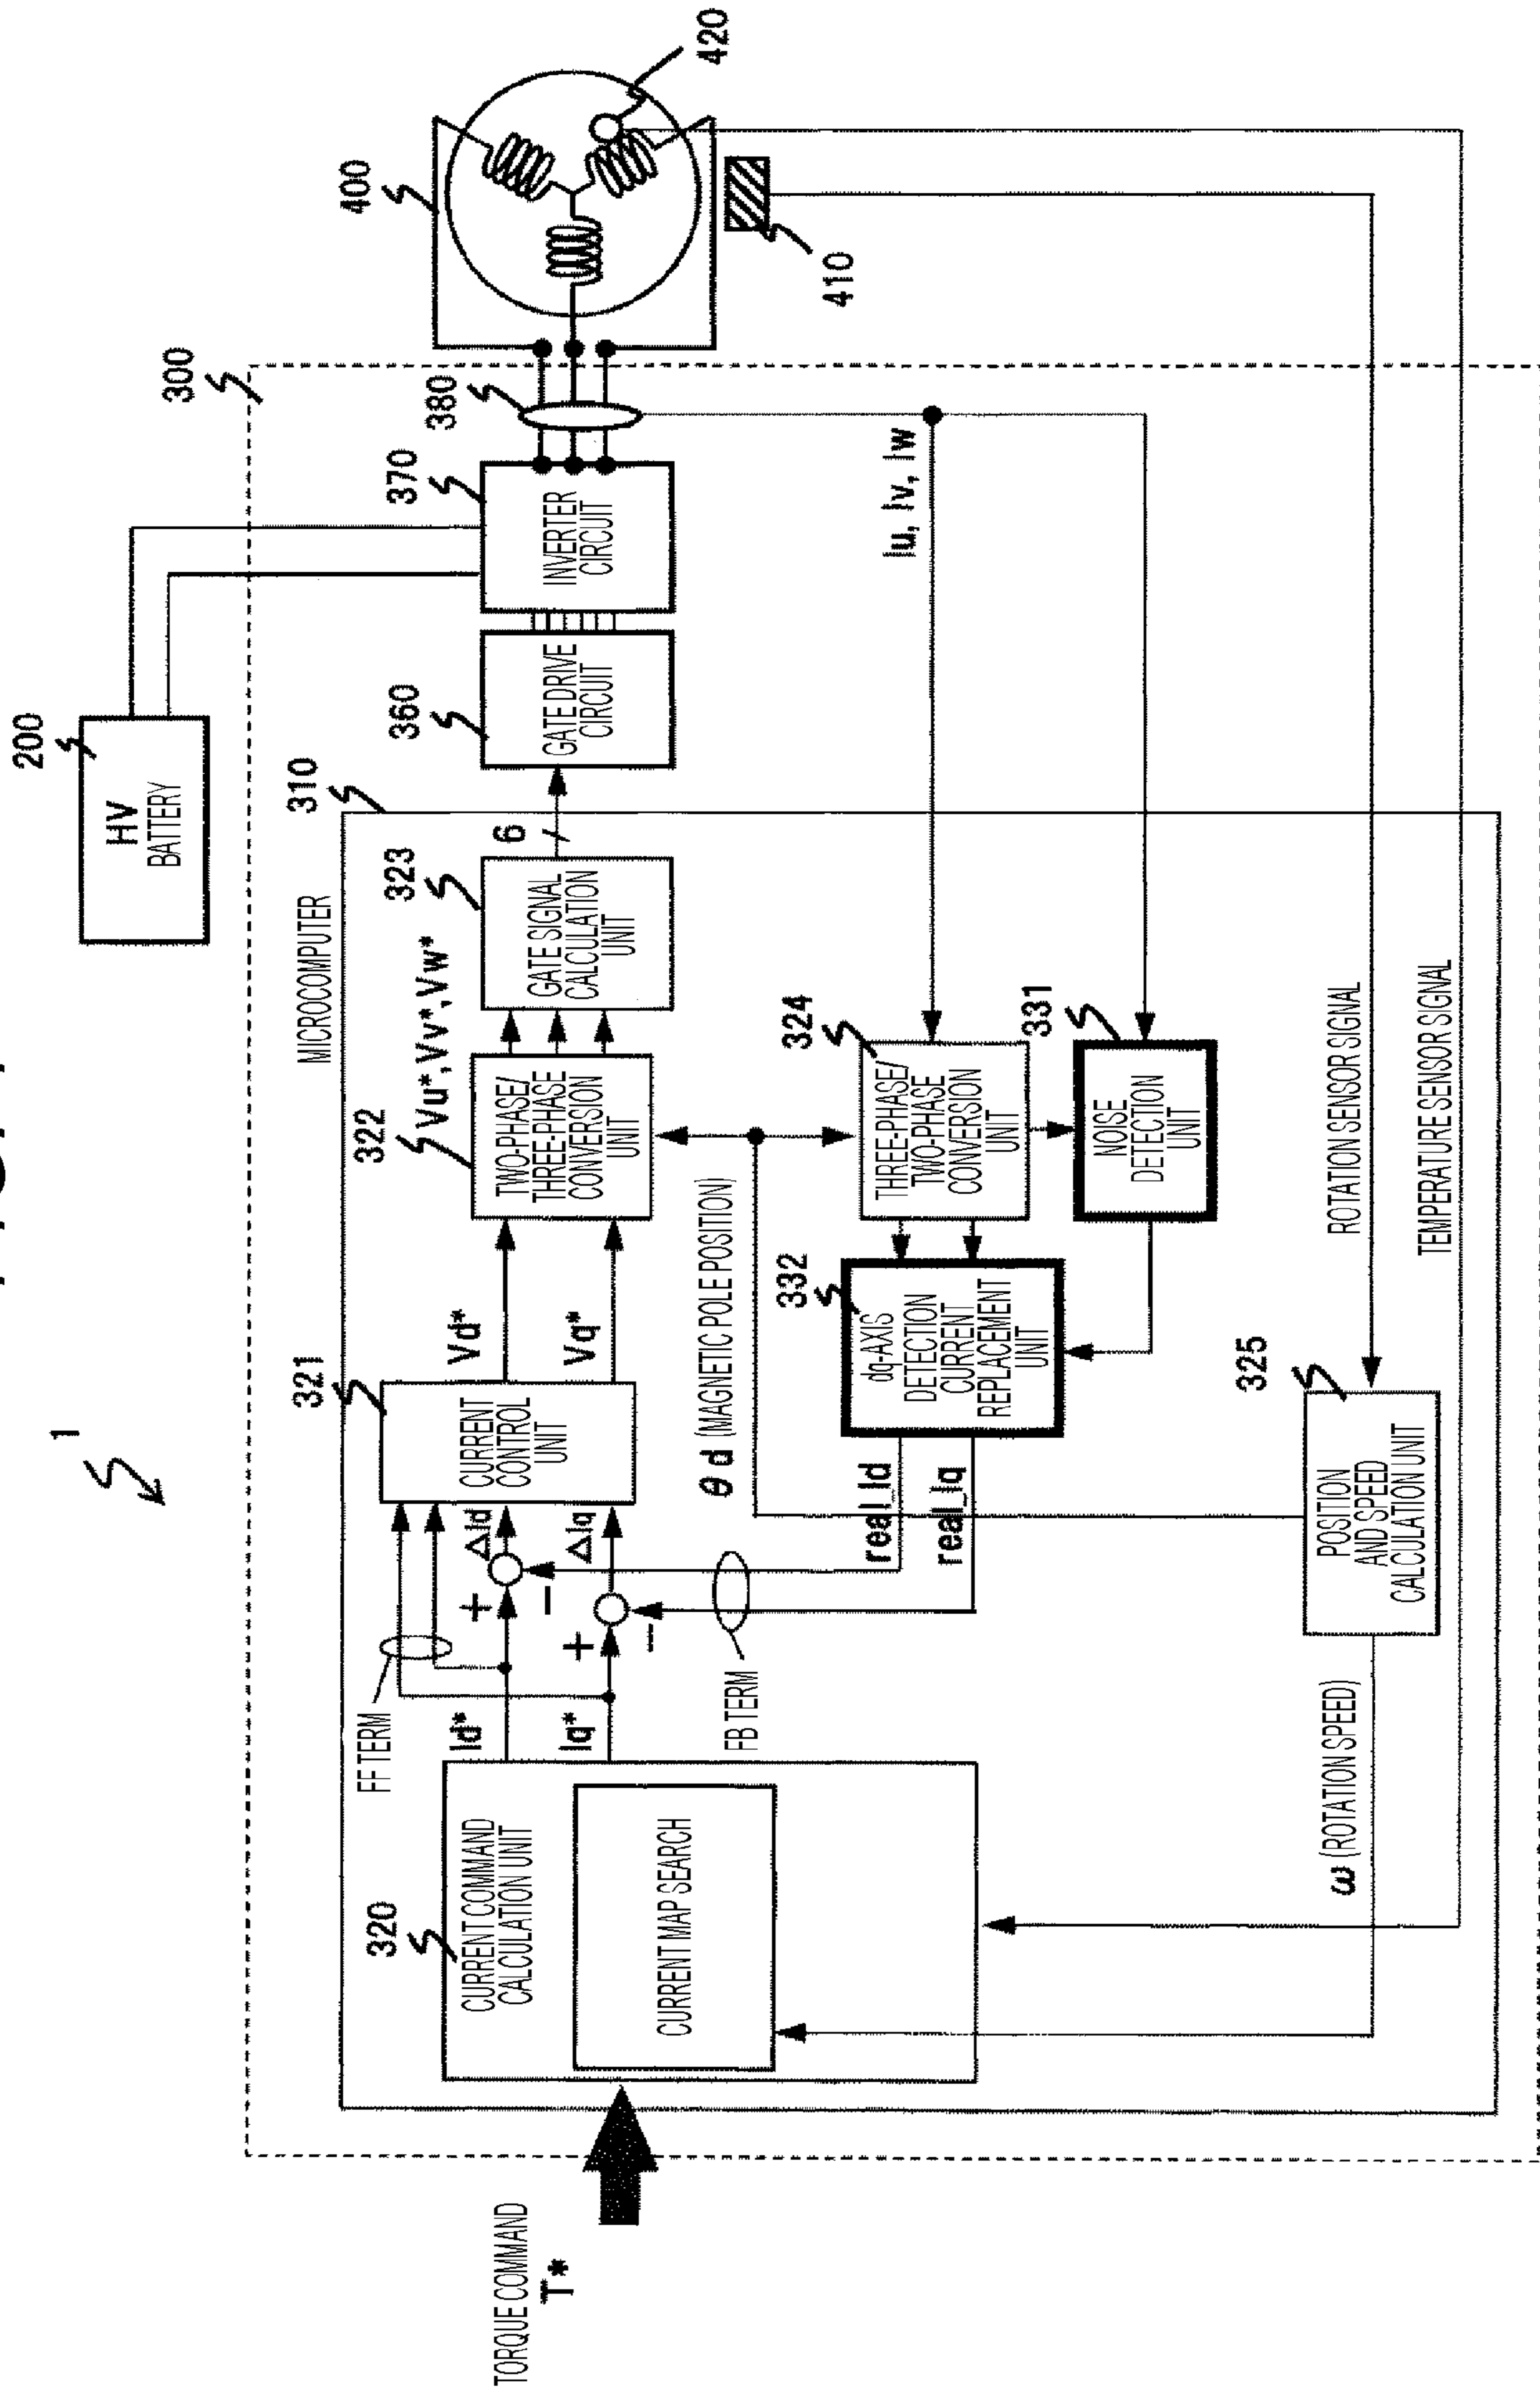 1
200
HV
BATTERY
300
310
MICROCOMPUTER
TORQUE COMMAND
T*
320
CURRENT COMMAND
CALCULATION UNIT
CURRENT MAP SEARCH
FF TERM
Id*
Iq*
+
−
ΔId
+
−
ΔIq
FB TERM
321
CURRENT
CONTROL
UNIT
Vd*
Vq*
322
TWO-PHASE/
THREE-PHASE
CONVERSION
UNIT
Vu*,Vv*,Vw*
323
GATE SIGNAL
CALCULATION
UNIT
6
360
GATE DRIVE
CIRCUIT
370
INVERTER
CIRCUIT
380
400
420
410
θd (MAGNETIC POLE POSITION)
real_Id
real_Iq
332
dq-AXIS
DETECTION
CURRENT
REPLACEMENT
UNIT
324
THREE-PHASE/
TWO-PHASE
CONVERSION
UNIT
Iu, Iv, Iw
331
NOISE
DETECTION
UNIT
325
POSITION
AND SPEED
CALCULATION UNIT
ω (ROTATION SPEED)
ROTATION SENSOR SIGNAL
TEMPERATURE SENSOR SIGNAL